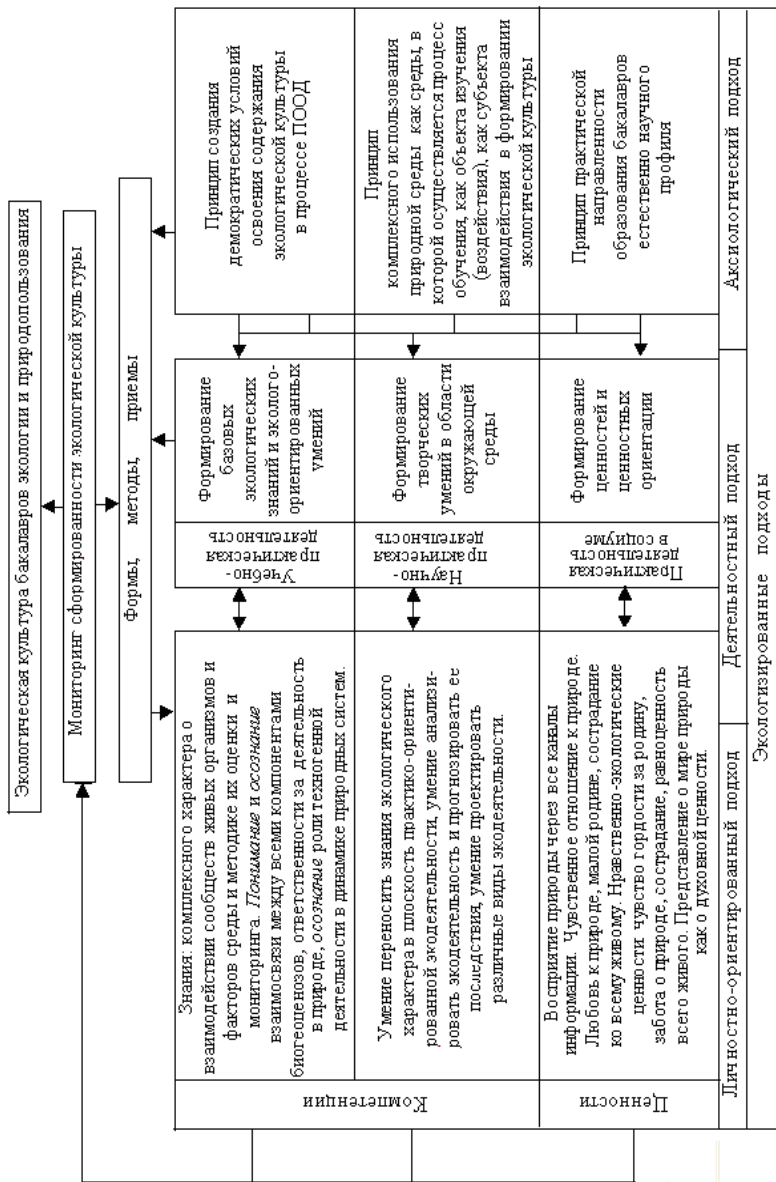 Экологическая культура бакалавров экологии и природопользования
Мониторинг сформированности экологической культуры
Формы, методы, приемы
Компетенции
Знания: комплексного характера о
взаимодействии сообществ живых организмов и
факторов среды и методике их оценки и
мониторинга. Понимание и осознание
взаимосвязи между всеми компонентами
биогеоценозов, ответственности за деятельность
в природе, осознание роли техногенной
деятельности в динамике природных систем.
Учебно-
практическая
деятельность
Формирование
базовых
экологических
знаний и эколого-
ориентированных
умений
Принцип создания
демократических условий
освоения содержания
экологической культуры
в процессе ПООД
Умение переносить знания экологического
характера в плоскость практико-ориенти-
рованной экодеятельности, умение анализи-
ровать экодеятельность и прогнозировать ее
последствия, умение проектировать
различные виды экодеятельности.
Научно-
практическая
деятельность
Формирование
творческих
умений в области
окружающей
среды
Принцип
комплексного использования
природной среды как среды, в
которой осуществляется процесс
обучения, как объекта изучения
(воздействия), как субъекта
взаимодействия в формировании
экологической культуры
Ценности
Восприятие природы через все каналы
информации. Чувственное отношение к природе.
Любовь к природе, малой родине, сострадание
ко всему живому. Нравственно-экологические
ценности чувство гордости за родину,
забота о природе, сострадание, равноценность
всего живого. Представление о мире природы
как о духовной ценности.
Практическая
деятельность
в социуме
Формирование
ценностей и
ценностных
ориентации
Принцип практической
направленности
образования бакалавров
естественно научного
профиля
Личностно-ориентированный подход
Деятельностный подход
Аксиологический подход
Экологизированные подходы